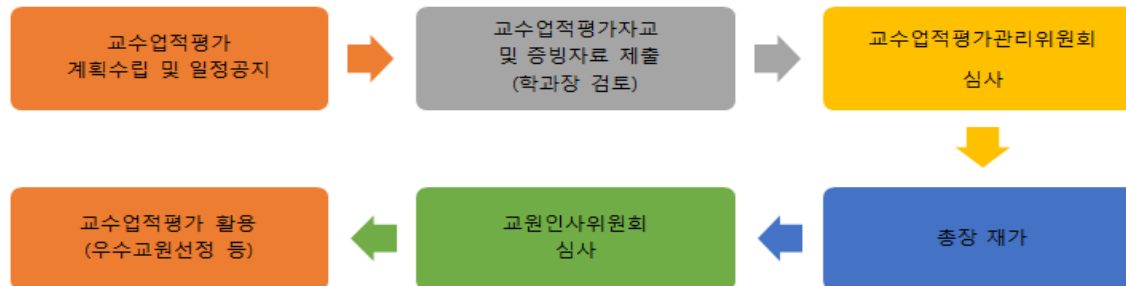 교수업적평가
계획수립 및 일정공지
교수업적평가자교
및 증빙자료 제출
(학과장 검토)
교수업적평가관리위원회
심사
총장 재가
교원인사위원회
심사
교수업적평가 활용
(우수교원선정 등)